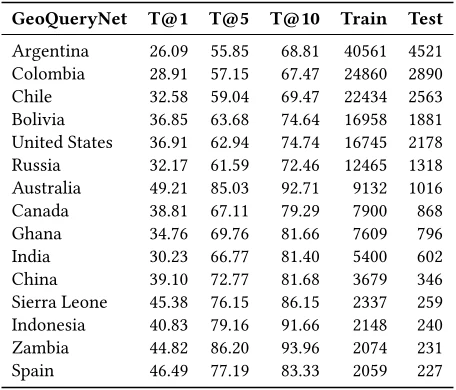 GeoQueryNet T@1 T@5 T@10 Train Test
Argentina 26.09 55.85 68.81 40561 4521
Colombia 28.91 57.15 67.47 24860 2890
Chile 32.58 59.04 69.47 22434 2563
Bolivia 36.85 63.68 74.64 16958 1881
United States 36.91 62.94 74.74 16745 2178
Russia 32.17 61.59 72.46 12465 1318
Australia 49.21 85.03 92.71 9132 1016
Canada 38.81 67.11 79.29 7900 868
Ghana 34.76 69.76 81.66 7609 796
India 30.23 66.77 81.40 5400 602
China 39.10 72.77 81.68 3679 346
Sierra Leone 45.38 76.15 86.15 2337 259
Indonesia 40.83 79.16 91.66 2148 240
Zambia 44.82 86.20 93.96 2074 231
Spain 46.49 77.19 83.33 2059 227